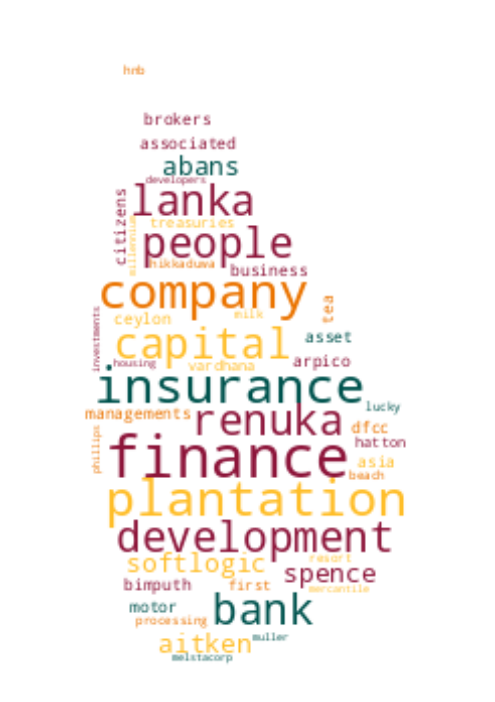 hnb
brokers
associated
abans
developers
lanka
citizens
millennium
treasuries
people
hikkaduwa
business
company
tea
investments
ceylon
milk
capital
asset
housing
vardhana
arpico
insurance
lucky
managements
renuka
dfcc
phillips
finance
hatton
asia
beach
plantation
development
softlogic
resort
spence
bimputh
first
mercantile
motor
bank
processing
aitken
muller
melstacorp